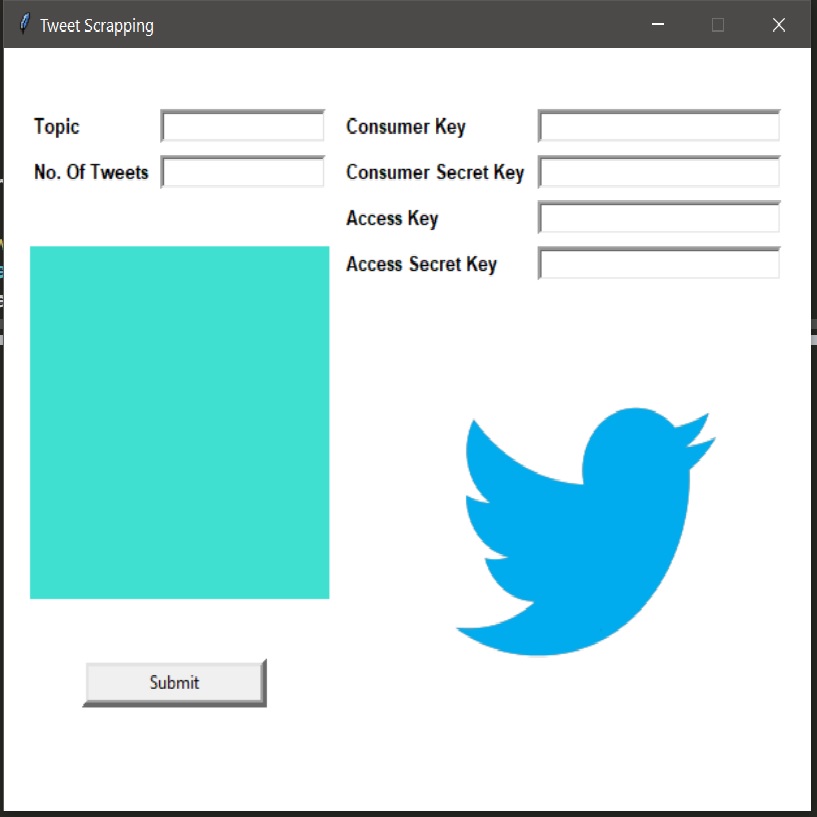 Tweet Scrapping
Topic
No. Of Tweets
Consumer Key
Consumer Secret Key
Access Key
Access Secret Key
Submit